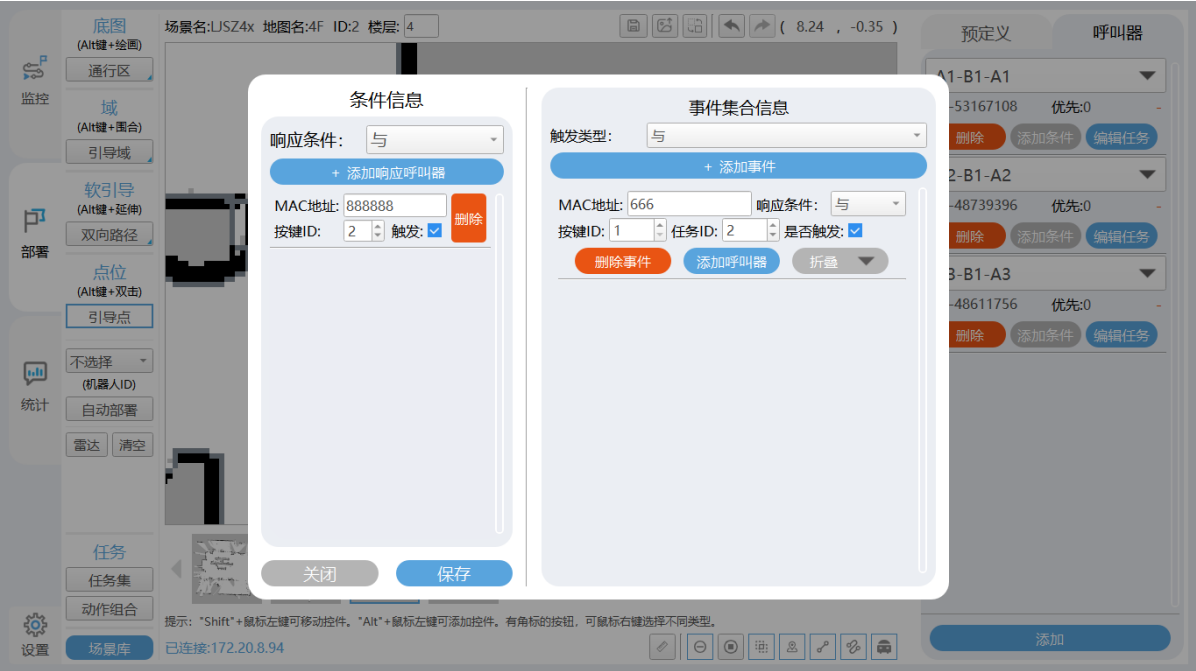 场景名:LJSZ4x 地图名:4F ID:2 楼层: 4
( 8.24 , -0.35 )
监控
部署
统计
设置
底图
(Alt键+绘画)
通行区
域
(Alt键+围合)
引导域
软引导
(Alt键+延伸)
双向路径
点位
(Alt键+双击)
引导点
不选择
(机器人ID)
自动部署
雷达 清空
任务
任务集
动作组合
场景库
条件信息
响应条件： 与
+ 添加响应呼叫器
MAC地址: 888888
按键ID: 2 触发:
删除
关闭 保存
事件集合信息
触发类型: 与
+ 添加事件
MAC地址: 666 响应条件： 与
按键ID: 1 任务ID: 2 是否触发:
删除事件 添加呼叫器 折叠
预定义 呼叫器
A1-B1-A1
-53167108 优先:0 -
删除 添加条件 编辑任务
2-B1-A2
-48739396 优先:0 -
删除 添加条件 编辑任务
3-B1-A3
-48611756 优先:0 -
删除 添加条件 编辑任务
添加
提示："Shift"+鼠标左键可移动控件。"Alt"+鼠标左键可添加控件。有角标的按钮，可鼠标右键选择不同类型。
已连接:172.20.8.94